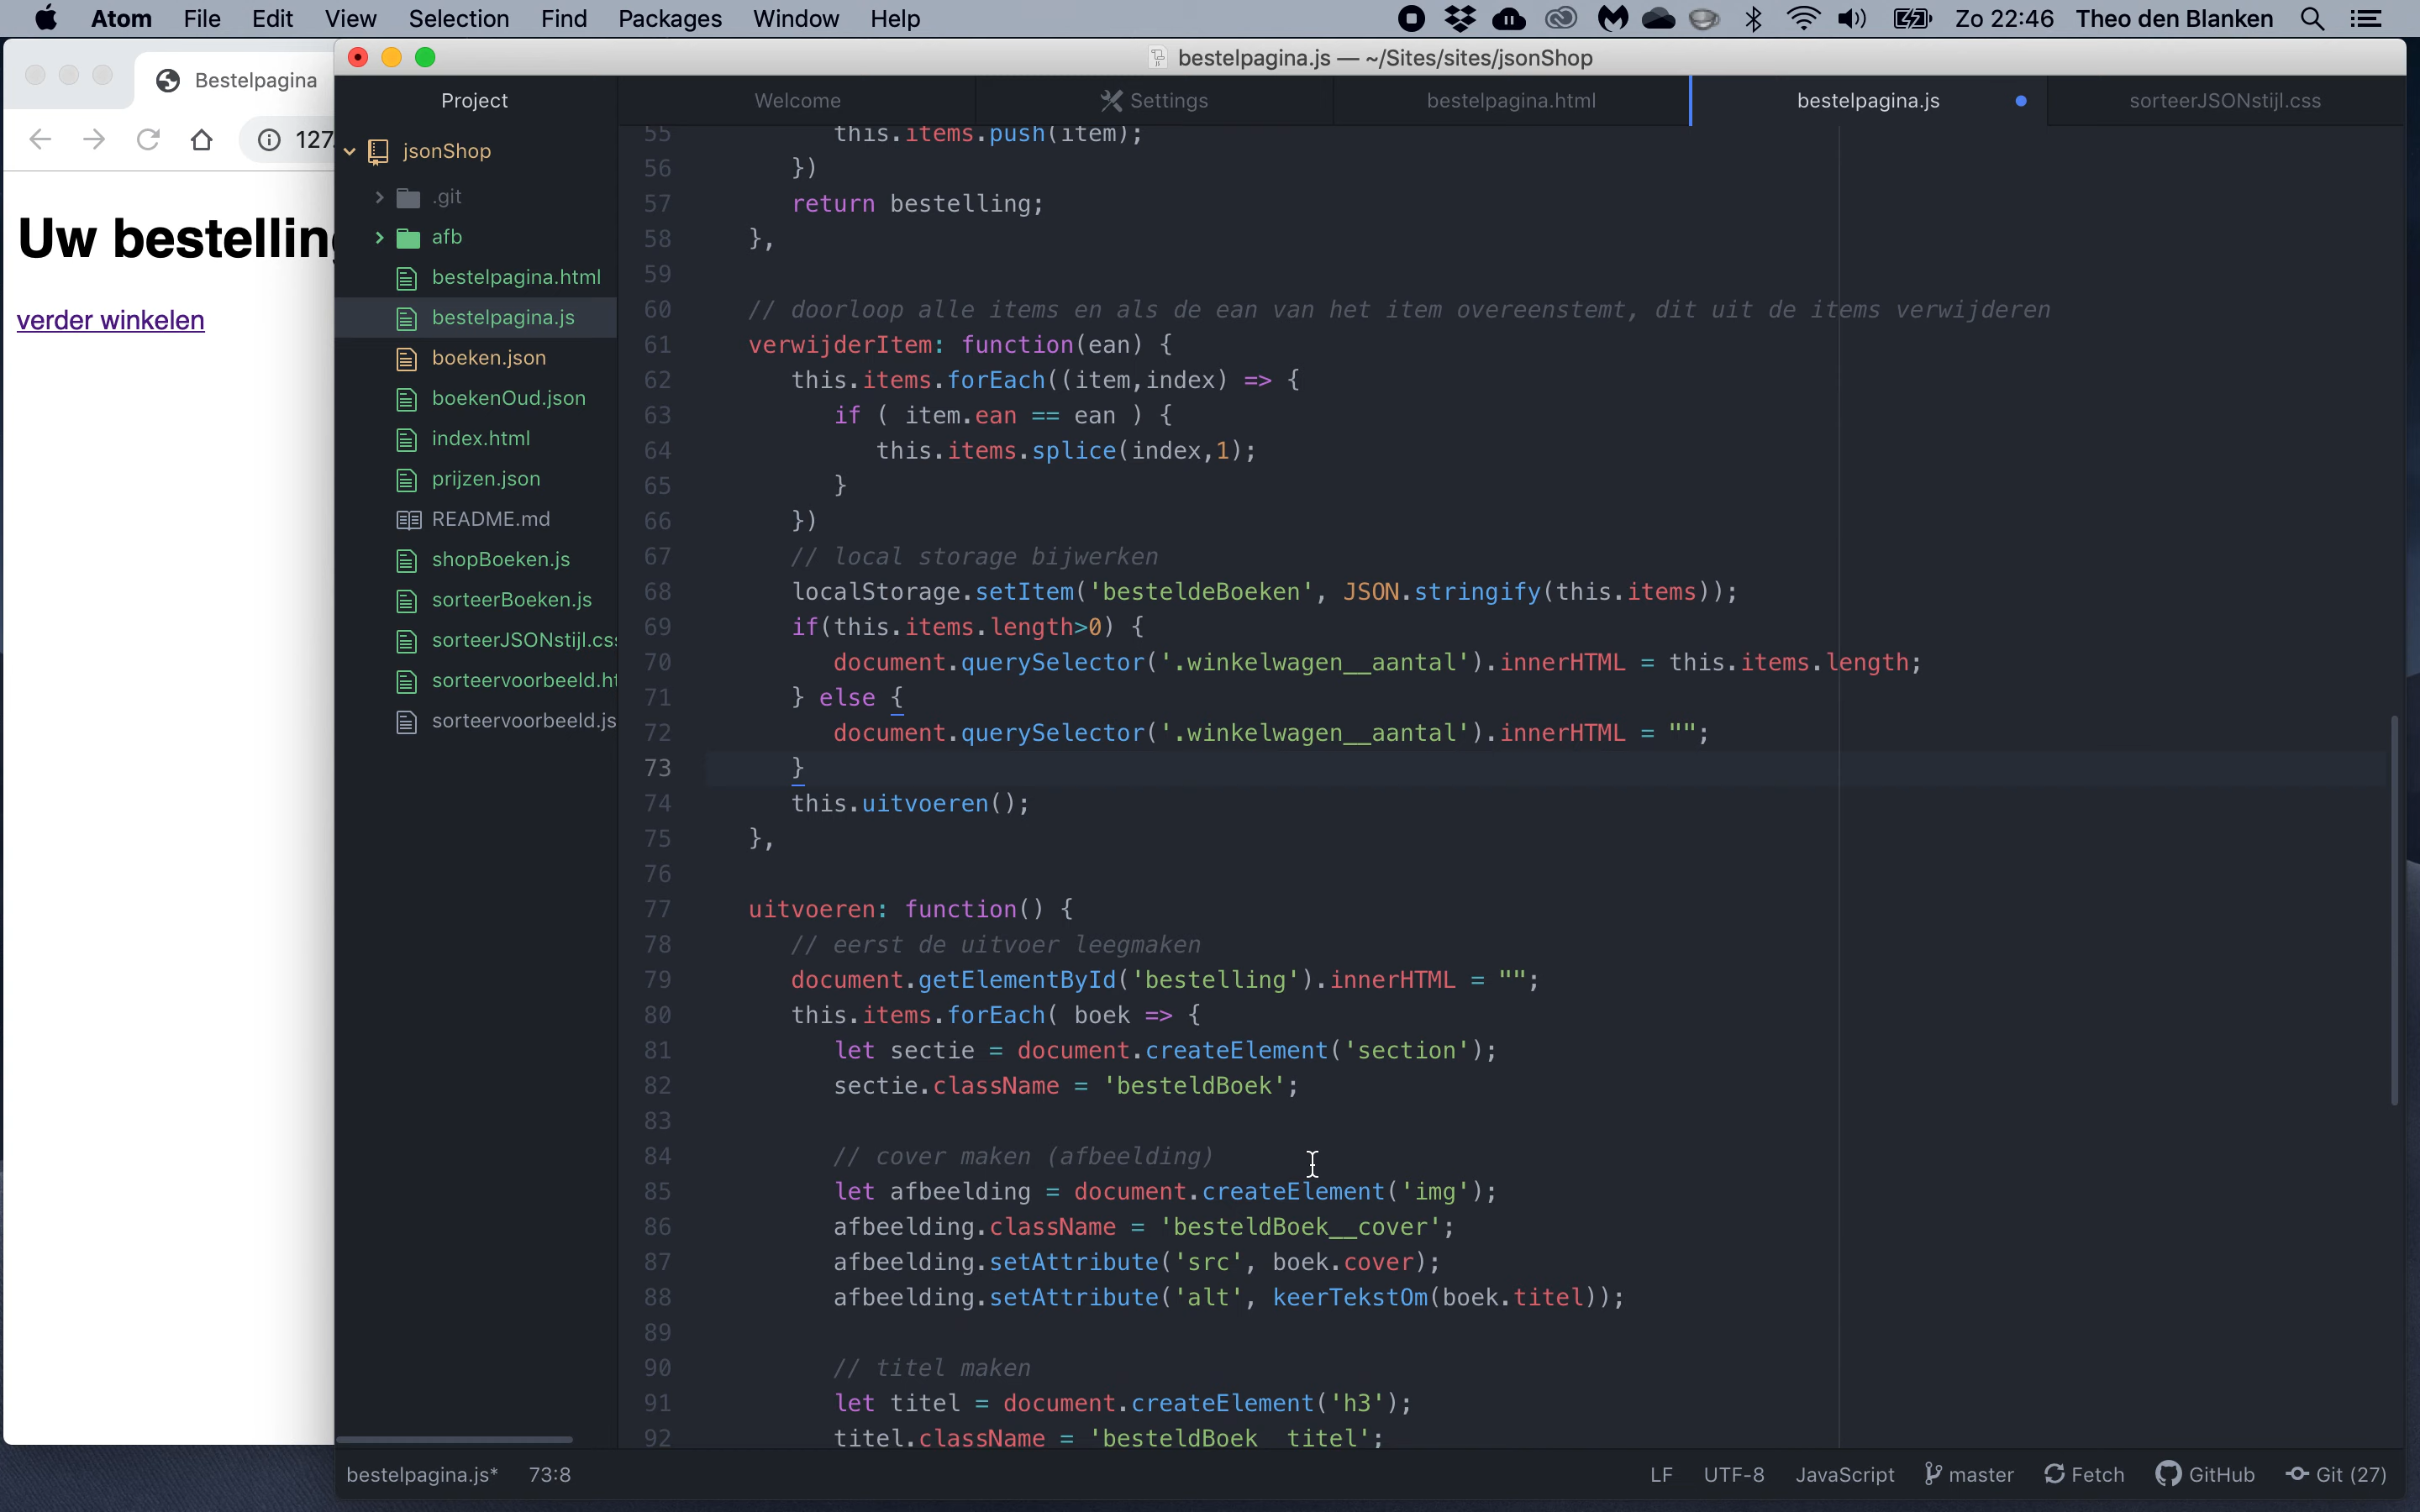 Atom File Edit View Selection Find Packages Window Help Zo 22:46 Theo den Blanken
Bestelpagina
127.
Uw bestelling
verder winkelen
bestelpagina.js — ~/Sites/sites/jsonShop
Project
Welcome Settings bestelpagina.html bestelpagina.js sorteerJSONstijl.css
jsonShop
.git
afb
bestelpagina.html
bestelpagina.js
boeken.json
boekenOud.json
index.html
prijzen.json
README.md
shopBoeken.js
sorteerBoeken.js
sorteerJSONstijl.css
sorteervoorbeeld.ht
sorteervoorbeeld.js
55 this.items.push(item);
56 })
57 return bestelling;
58 },
59
60 // doorloop alle items en als de ean van het item overeenstemt, dit uit de items verwijderen
61 verwijderItem: function(ean) {
62 this.items.forEach((item,index) => {
63 if ( item.ean == ean ) {
64 this.items.splice(index,1);
65 }
66 })
67 // local storage bijwerken
68 localStorage.setItem('besteldeBoeken', JSON.stringify(this.items));
69 if(this.items.length>0) {
70 document.querySelector('.winkelwagen__aantal').innerHTML = this.items.length;
71 } else {
72 document.querySelector('.winkelwagen__aantal').innerHTML = "";
73 }
74 this.uitvoeren();
75 },
76
77 uitvoeren: function() {
78 // eerst de uitvoer leegmaken
79 document.getElementById('bestelling').innerHTML = "";
80 this.items.forEach( boek => {
81 let sectie = document.createElement('section');
82 sectie.className = 'besteldBoek';
83
84 // cover maken (afbeelding)
85 let afbeelding = document.createElement('img');
86 afbeelding.className = 'besteldBoek__cover';
87 afbeelding.setAttribute('src', boek.cover);
88 afbeelding.setAttribute('alt', keerTekstOm(boek.titel));
89
90 // titel maken
91 let titel = document.createElement('h3');
92 titel.className = 'besteldBoek__titel';
bestelpagina.js* 73:8 LF UTF-8 JavaScript master Fetch GitHub Git (27)